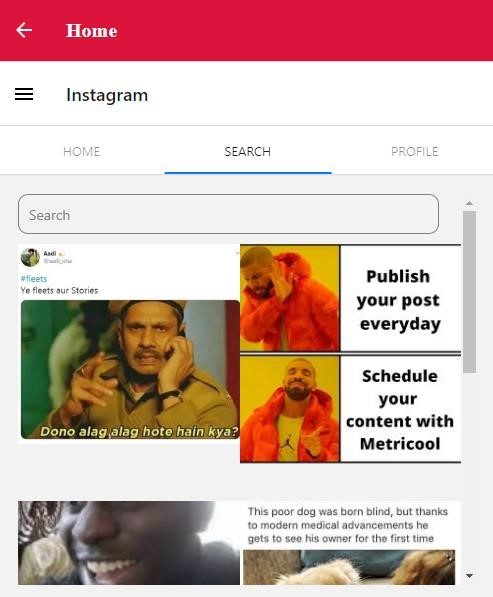 Home
Instagram
HOME
SEARCH
PROFILE
Search
Aadi
#fleets
Ye fleets aur Stories
Dono alag alag hote hain kya?
Publish
your post
everyday
Schedule
your
content with
Metricool
This poor dog was born blind, but thanks
to modern medical advancements he
gets to see his owner for the first time